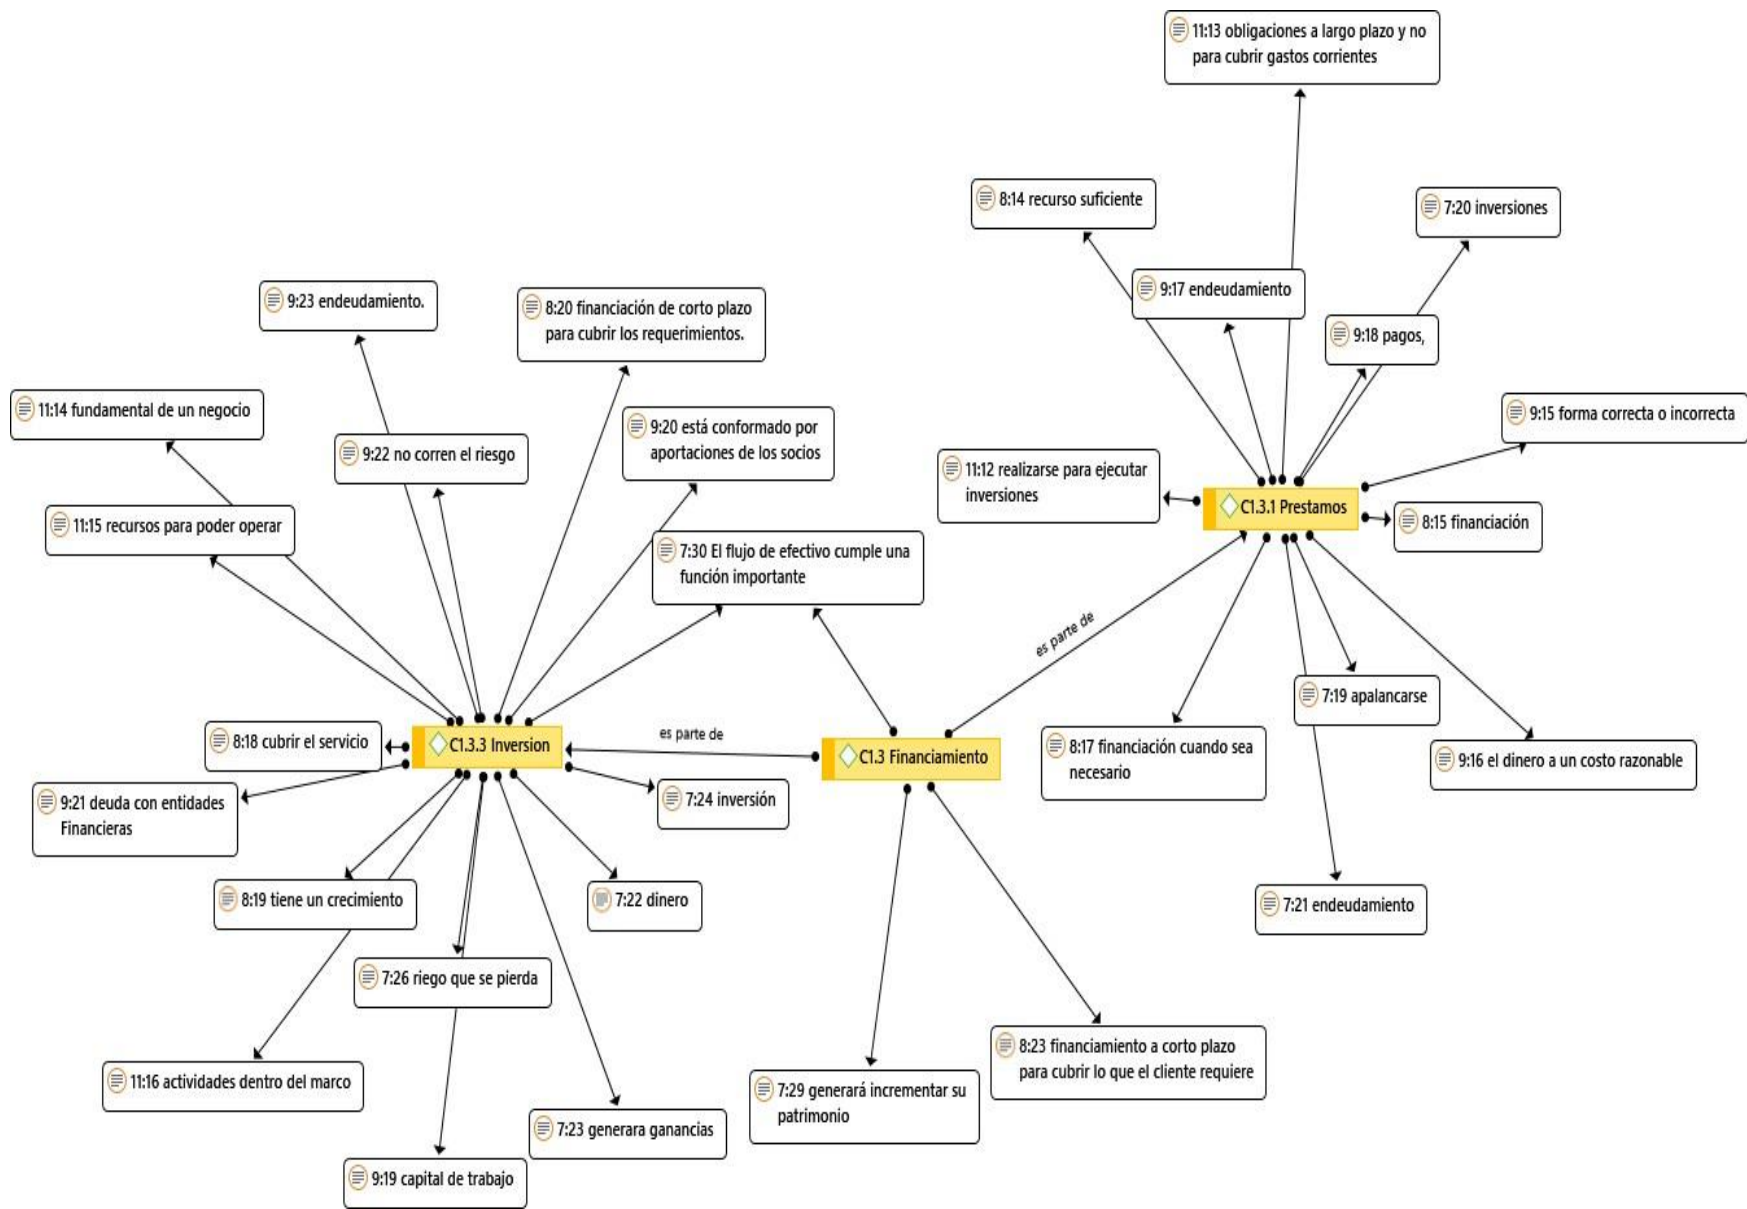 11:13 obligaciones a largo plazo y no
para cubrir gastos corrientes
8:14 recurso suficiente
7:20 inversiones
9:17 endeudamiento
9:18 pagos,
9:15 forma correcta o incorrecta
11:12 realizarse para ejecutar
inversiones
C1.3.1 Prestamos
8:15 financiación
9:23 endeudamiento.
8:20 financiación de corto plazo
para cubrir los requerimientos.
11:14 fundamental de un negocio
9:22 no corren el riesgo
9:20 está conformado por
aportaciones de los socios
11:15 recursos para poder operar
7:30 El flujo de efectivo cumple una
función importante
es parte de
8:18 cubrir el servicio
C1.3.3 Inversion
es parte de
C1.3 Financiamiento
7:19 apalancarse
8:17 financiación cuando sea
necesario
9:16 el dinero a un costo razonable
9:21 deuda con entidades
Financieras
7:24 inversión
8:19 tiene un crecimiento
7:22 dinero
7:21 endeudamiento
7:26 riego que se pierda
11:16 actividades dentro del marco
7:23 generara ganancias
9:19 capital de trabajo
7:29 generará incrementar su
patrimonio
8:23 financiamiento a corto plazo
para cubrir lo que el cliente requiere